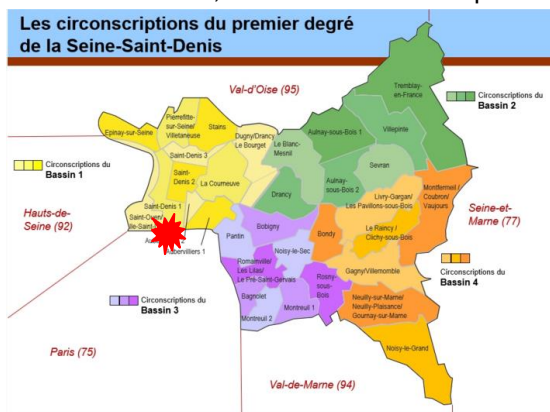 Les circonscriptions du premier degré
de la Seine-Saint-Denis
Val-d'Oise (95)
Tremblay-
en-France
Circonscriptions du
Bassin 2
Pierrefitte-
sur-Seine/
Villetaneuse
Stains
Epinay-sur-Seine
Dugny/Drancy
Le Bourget
Aulnay-sous-Bois 1
Villepinte
Le Blanc-
Mesnil
Saint-Denis 3
Circonscriptions du
Bassin 1
Saint-
Denis 2
La Courneuve
Sevran
Aulnay-
sous-Bois 2
Drancy
Montfermeil /
Coubron/
Vaujours
Livry-Gargan/
Les Pavillons-sous-Bois
Seine-et-
Marne (77)
Hauts-de-
Seine (92)
Saint-Denis 1
Saint-Ouen/
Aubervilliers 1
Pantin
Bobigny
Bondy
Le Raincy /
Clichy-sous-Bois
Noisy-le-Sec
Circonscriptions du
Bassin 4
Romainville/
Les Lilas/
Le Pré-Saint-Gervais
Rosny-
sous-
Bois
Gagny/Villemomble
Circonscriptions du
Bassin 3
Bagnolet
Montreuil 1
Montreuil 2
Neuilly-sur-Marne/
Neuilly-Plaisance/
Gournay-sur-Marne
Paris (75)
Noisy-le-Grand
Val-de-Marne (94)